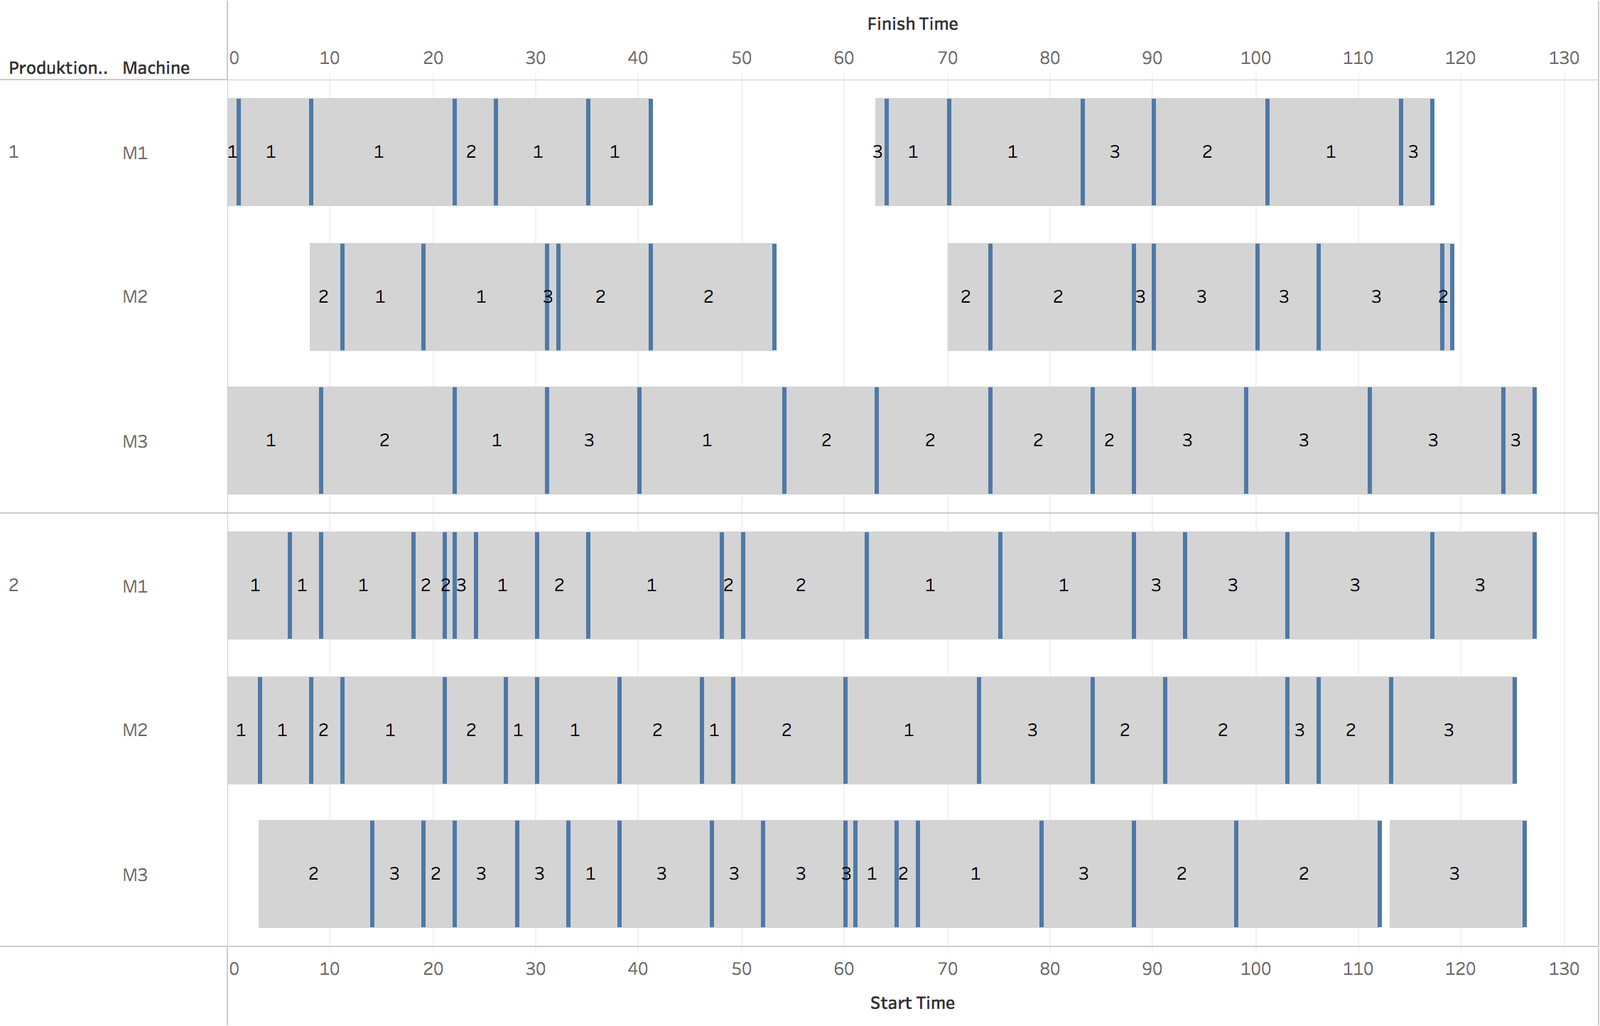 Finish Time
0 10 20 30 40 50 60 70 80 90 100 110 120 130
Produktion.. Machine
1 M1 1 1 1 2 1 1 3 1 1 3 2 1 3
M2 2 1 1 3 2 2 2 2 3 3 3 3 2
M3 1 2 1 3 1 2 2 2 2 3 3 3 3
2 M1 1 1 1 2 2 3 1 2 1 2 2 1 1 3 3 3 3
M2 1 1 2 1 2 1 1 2 1 2 1 3 2 2 3 2 3
M3 2 3 2 3 3 1 3 3 3 3 1 2 1 3 2 2 3
0 10 20 30 40 50 60 70 80 90 100 110 120 130
Start Time